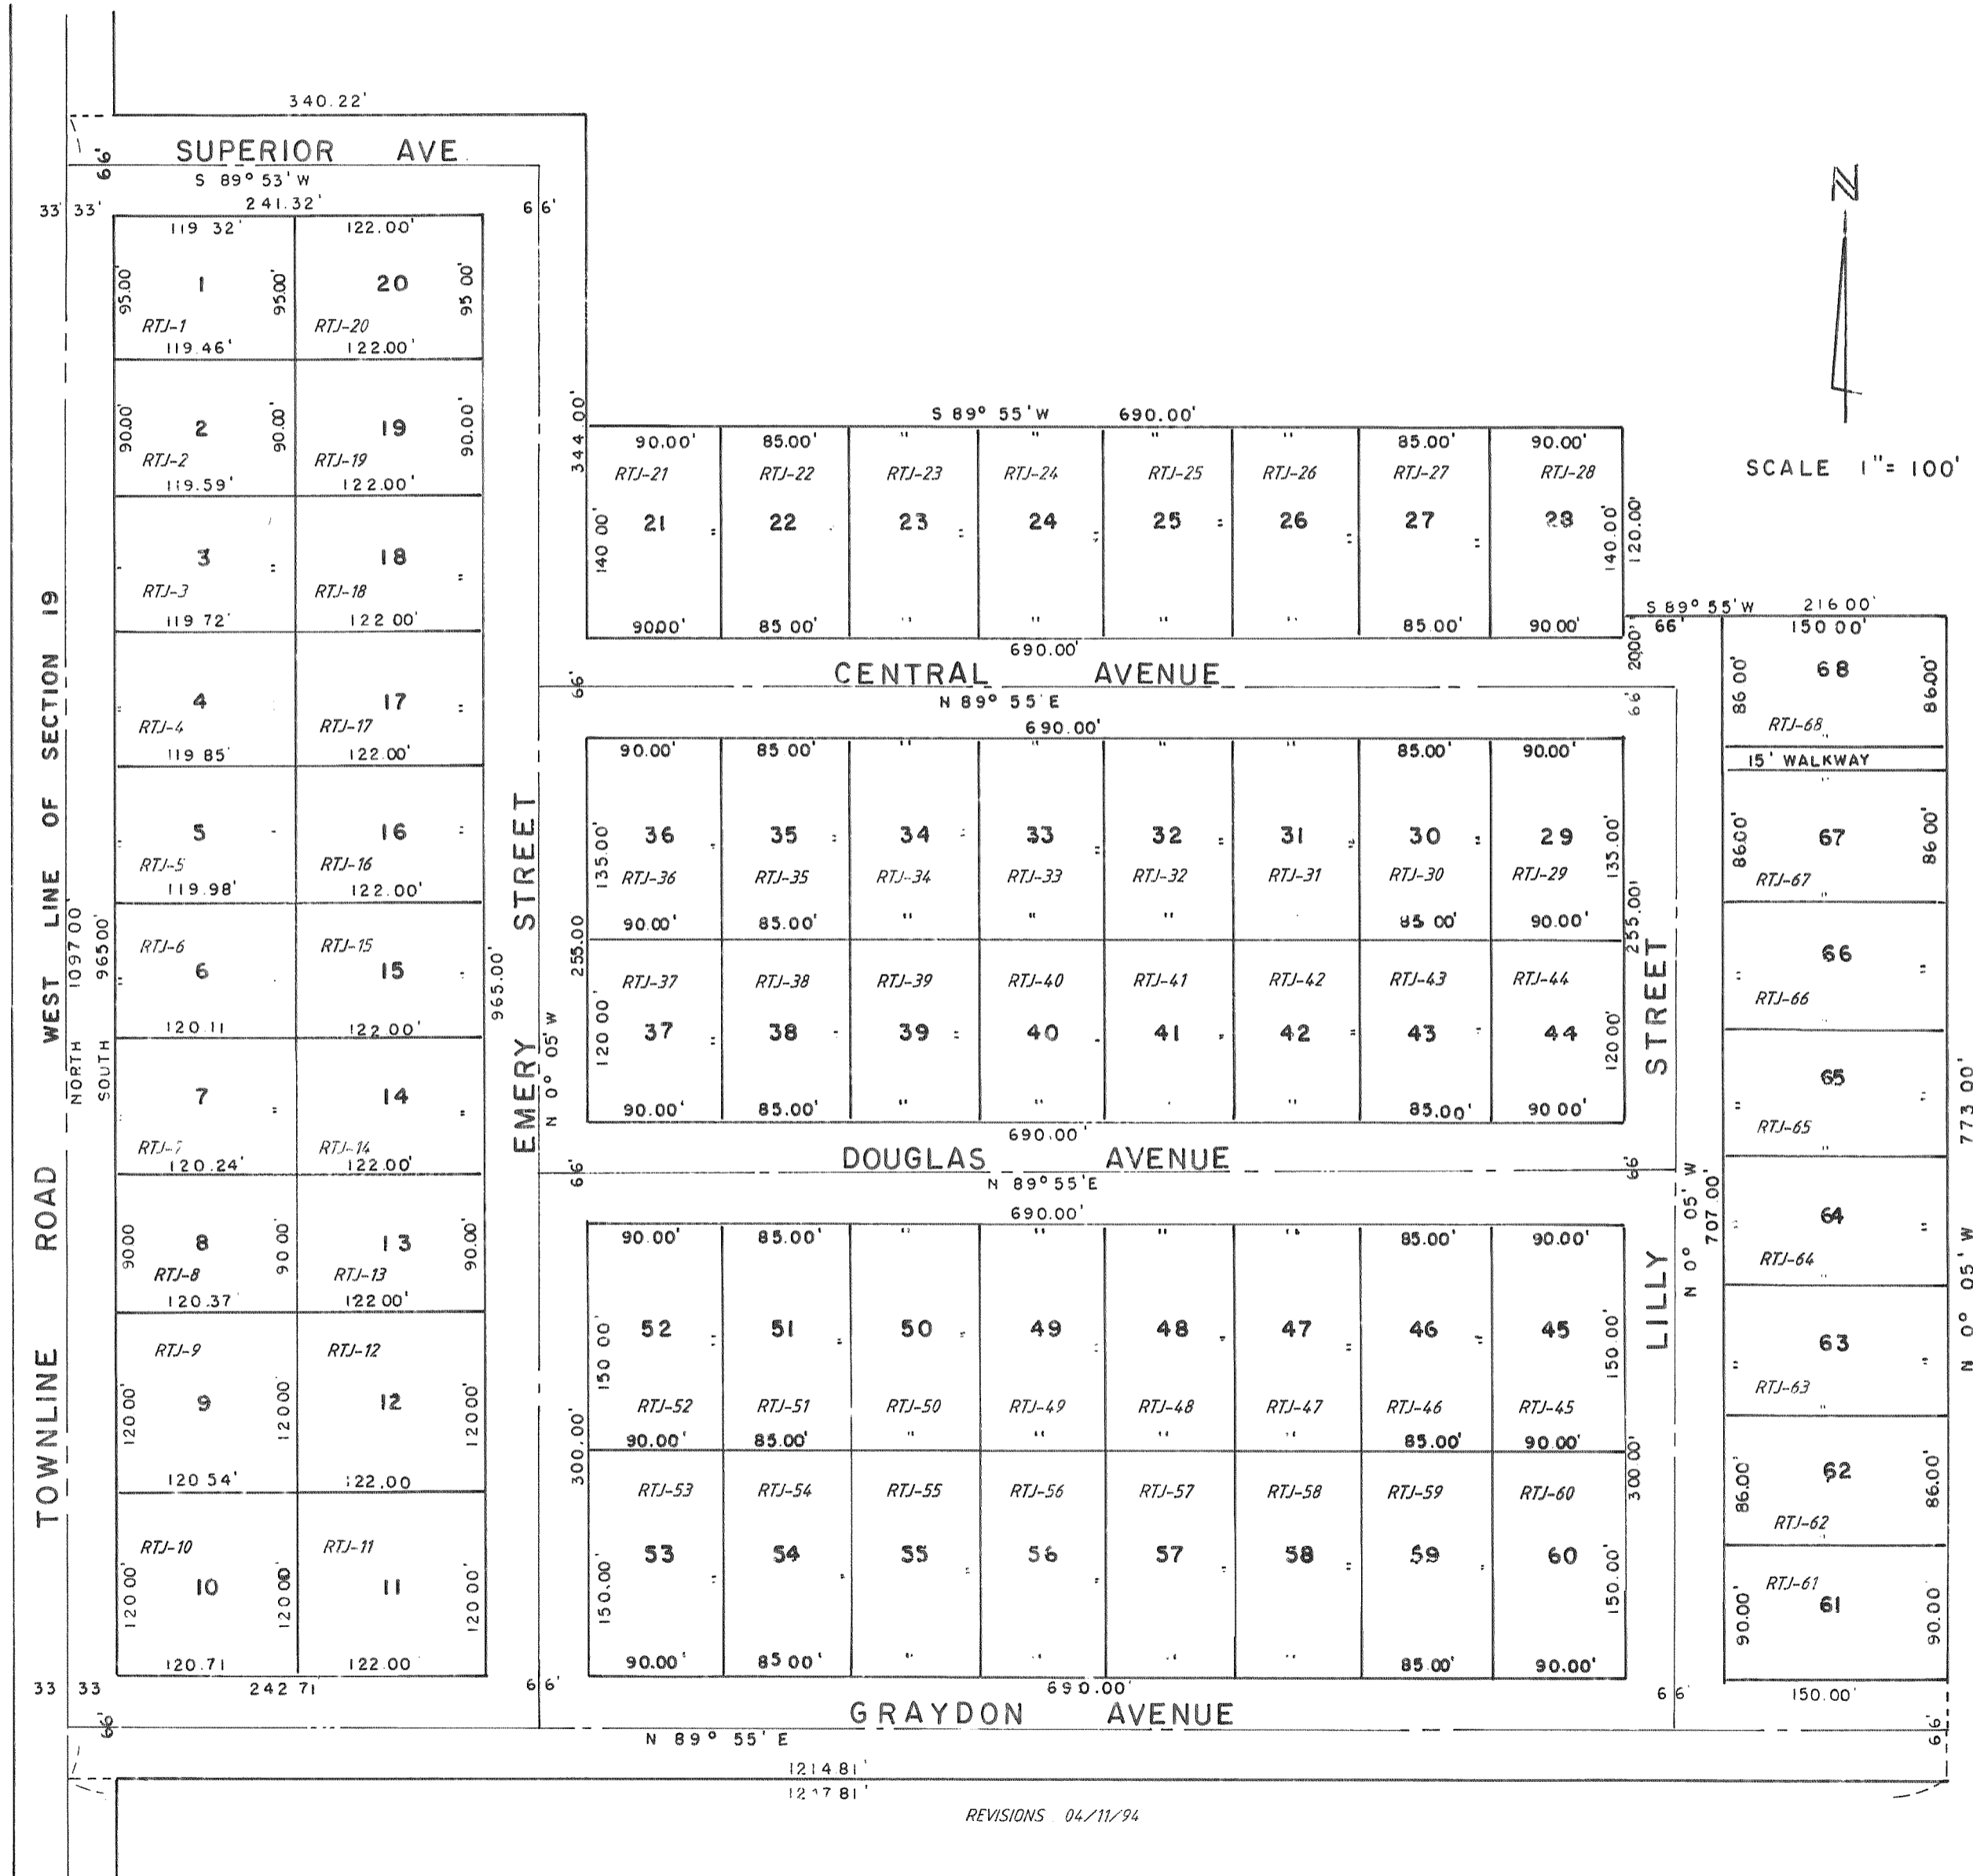 340.22'
SUPERIOR AVE.
66'
S 89° 53' W
241.32'
33' 33'
66'
119 32' 122.00'
95.00' 1 95.00' 20 95 00'
RTJ-1 RTJ-20
119.46' 122.00'
90.00' 2 90.00' 19 90.00'
RTJ-2 RTJ-19
119.59' 122.00'
3 " 18 "
RTJ-3 RTJ-18
119 72' 122 00'
4 17 "
RTJ-4 RTJ-17
119 85' 122.00'
5 16 "
RTJ-5 RTJ-16
119.98' 122.00'
RTJ-6 RTJ-15
6 15
120.11 122.00'
7 " 14 "
RTJ-7 RTJ-14
120.24' 122.00'
90.00 8 90 00' 13 90.00'
RTJ-8 RTJ-13
120.37' 122 00'
RTJ-9 RTJ-12
120 00' 9 120 00' 12 120 00'
120 54' 122.00
RTJ-10 RTJ-11
120 00' 10 120 00' 11 120 00'
120.71 122.00
33 33 242 71 66'
66'
WEST LINE OF SECTION 19
NORTH 1097 00'
SOUTH 965 00'
TOWNLINE ROAD
965.00'
EMERY STREET
N 0° 05' W
344.00'
S 89° 55' W 690.00'
90.00' 85.00' " " " " 85.00' 90.00'
RTJ-21 RTJ-22 RTJ-23 RTJ-24 RTJ-25 RTJ-26 RTJ-27 RTJ-28
140 00' 21 " 22 23 " 24 " 25 " 26 " 27 " 28 140.00' 120.00'
90.00' 85 00' " " " " 85.00' 90 00'
690.00'
20.00'
66' CENTRAL AVENUE 66'
N 89° 55' E
690.00'
90.00' 85 00' " " " " 85.00' 90.00'
135.00' 36 " 35 " 34 " 33 " 32 " 31 " 30 " 29 135.00'
RTJ-36 RTJ-35 RTJ-34 RTJ-33 RTJ-32 RTJ-31 RTJ-30 RTJ-29
90.00' 85.00' " " " 85 00' 90.00'
255.00 255.00'
RTJ-37 RTJ-38 RTJ-39 RTJ-40 RTJ-41 RTJ-42 RTJ-43 RTJ-44
120 00' 37 " 38 " 39 " 40 41 " 42 " 43 " 44 120 00'
90.00' 85.00' " " " 85.00' 90 00'
690.00'
66' DOUGLAS AVENUE 66'
N 89° 55' E
690.00'
90.00' 85.00' " " " " 85.00' 90.00'
150 00' 52 " 51 " 50 " 49 " 48 " 47 " 46 " 45 150.00'
RTJ-52 RTJ-51 RTJ-50 RTJ-49 RTJ-48 RTJ-47 RTJ-46 RTJ-45
90.00' 85.00' " " " " 85.00' 90.00'
300.00' 300 00'
RTJ-53 RTJ-54 RTJ-55 RTJ-56 RTJ-57 RTJ-58 RTJ-59 RTJ-60
150.00' 53 " 54 " 55 " 56 " 57 " 58 " 59 " 60 150.00'
90.00' 85 00' " " " " 85.00' 90.00'
690.00'
66'
GRAYDON AVENUE
N 89° 55' E
1214 81'
REVISIONS 04/11/94
N
SCALE 1"= 100'
S 89° 55' W 216 00'
66' 150 00'
86 00' 68 86.00'
RTJ-68 "
15' WALKWAY
"
86.00' 67 86 00'
RTJ-67 "
" 66 "
RTJ-66
" 65 "
RTJ-65 "
" 64 "
RTJ-64 "
" 63 "
RTJ-63 "
86.00' 62 86.00'
RTJ-62
RTJ-61
90.00' 61 90.00
150.00'
66'
LILLY STREET
N 0° 05' W
707.00'
773 00'
N 0° 05' W